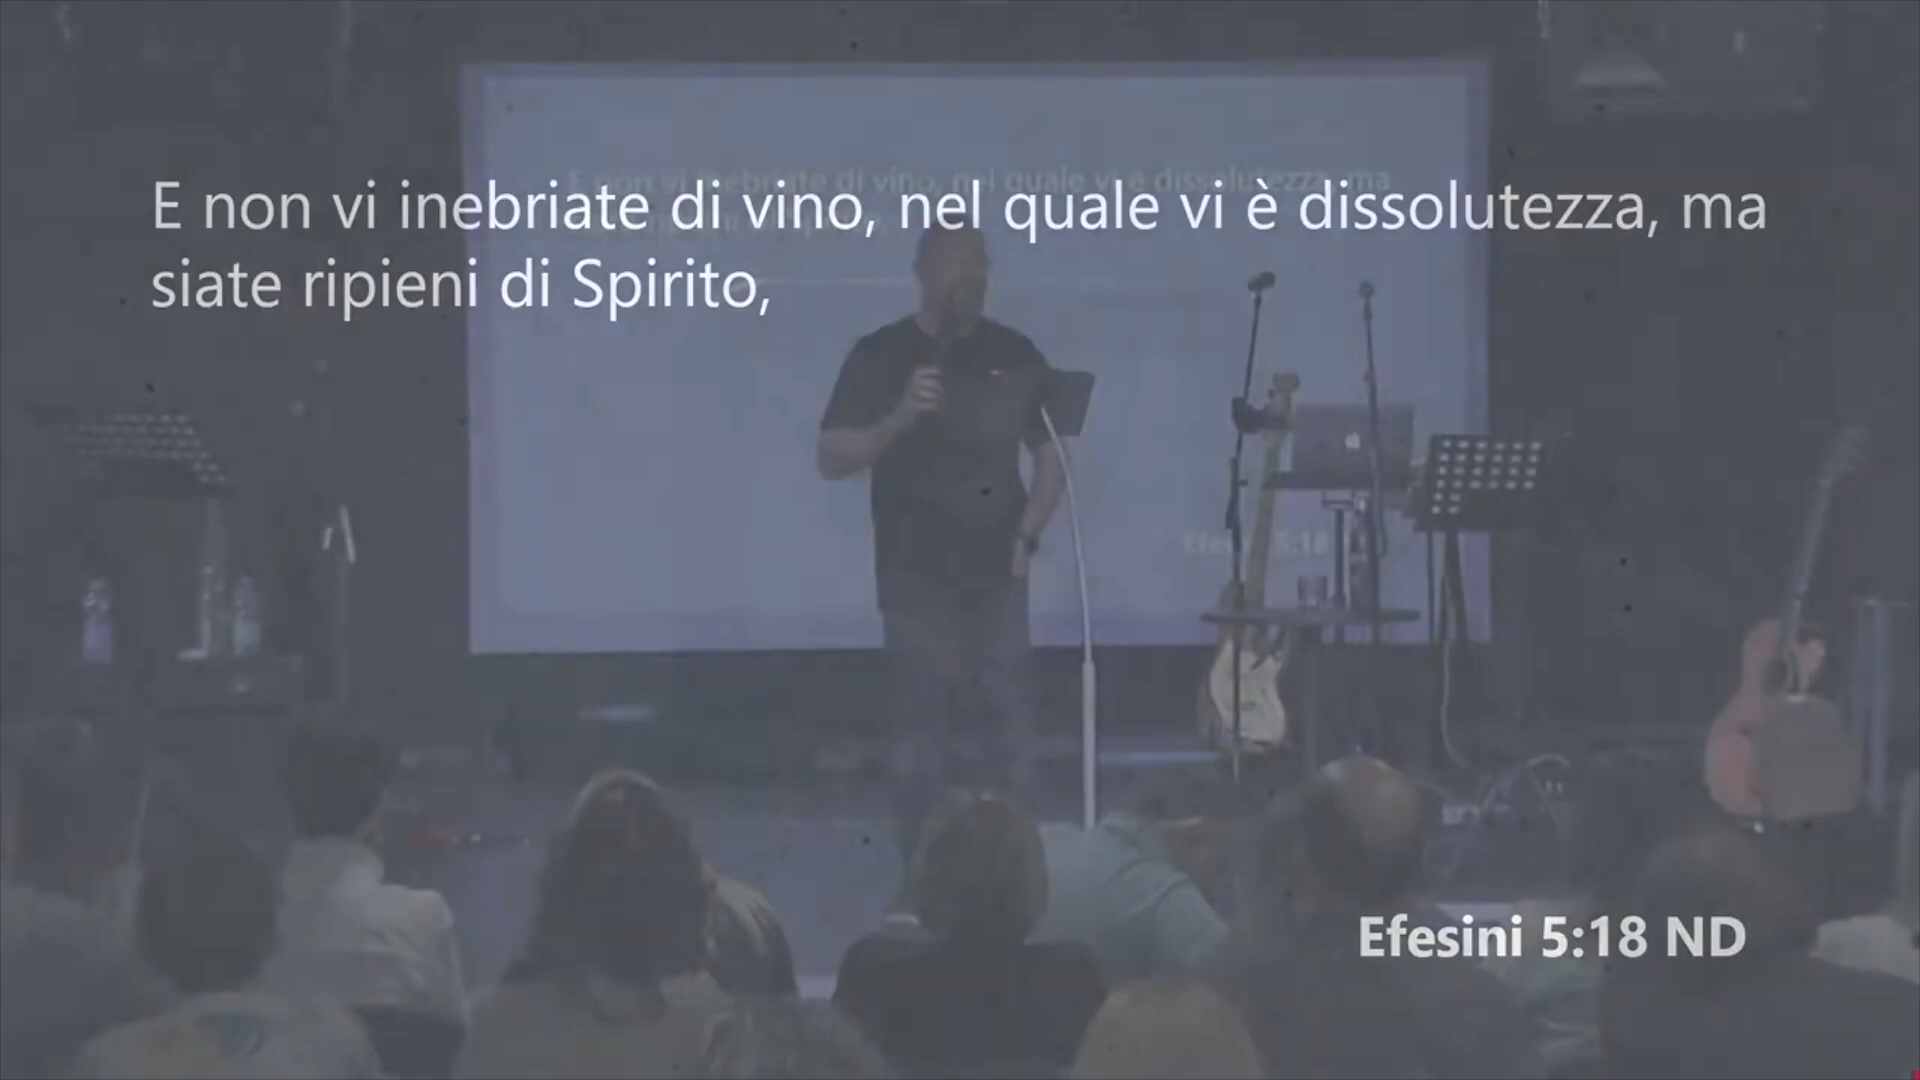 E non vi inebriate di vino, nel quale vi è dissolutezza, ma
siate ripieni di Spirito,
Efesini 5:18 ND